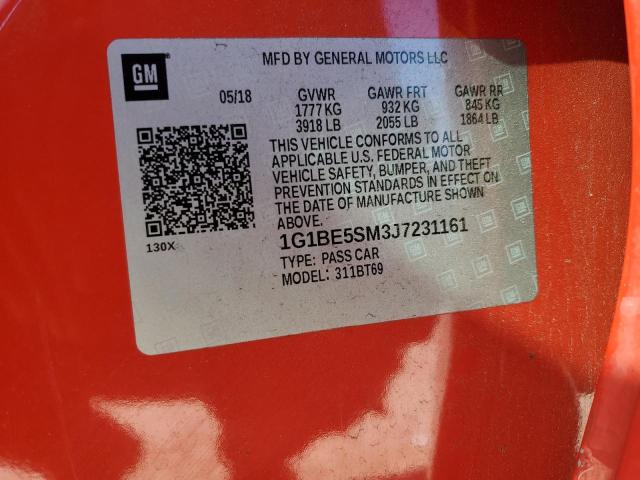 GM
MFD BY GENERAL MOTORS LLC
05/18 GVWR GAWR FRT GAWR RR
1777 KG 932 KG 845 KG
3918 LB 2055 LB 1864 LB
THIS VEHICLE CONFORMS TO ALL
APPLICABLE U.S. FEDERAL MOTOR
VEHICLE SAFETY, BUMPER, AND THEFT
PREVENTION STANDARDS IN EFFECT ON
THE DATE OF MANUFACTURE SHOWN
ABOVE.
130X
1G1BE5SM3J7231161
TYPE: PASS CAR
MODEL: 311BT69